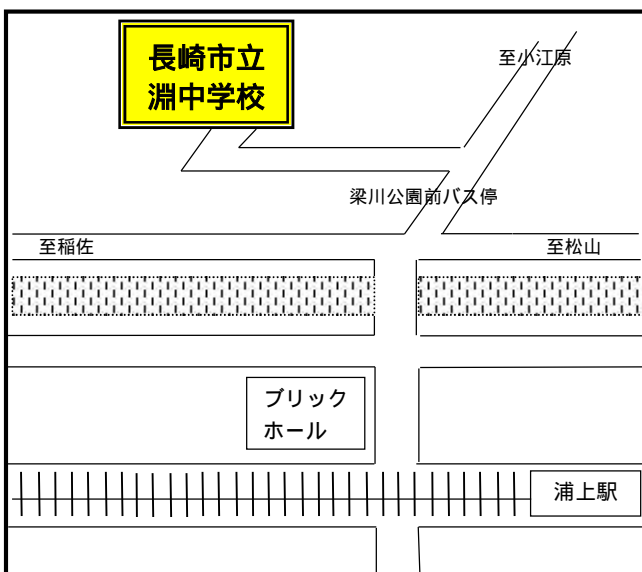 長崎市立
淵中学校
至小江原
梁川公園前バス停
至稲佐
至松山
ブリック
ホール
浦上駅